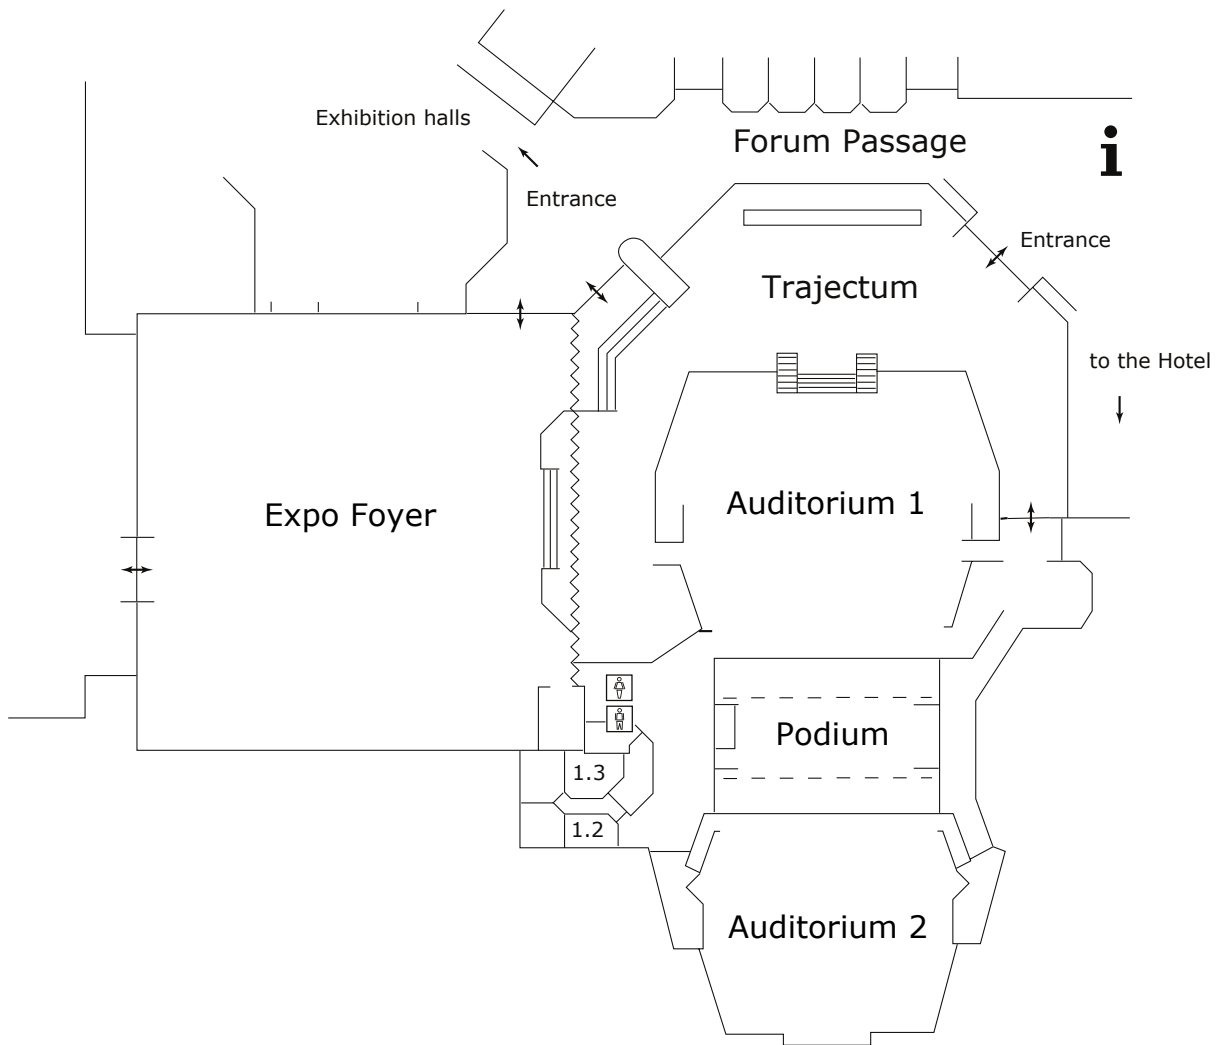 Exhibition halls
Forum Passage
i
Entrance
Entrance
Trajectum
to the Hotel
Auditorium 1
Expo Foyer
Podium
1.3
1.2
Auditorium 2